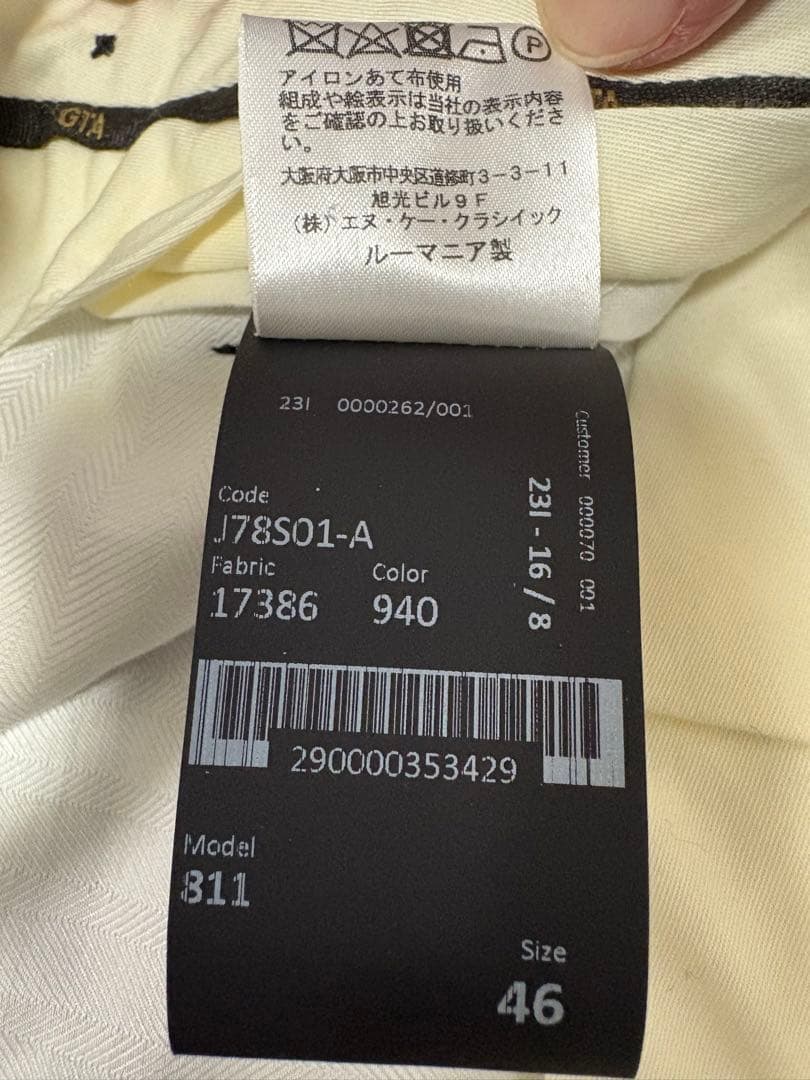 GTA
TA
P
アイロンあて布使用
組成や絵表示は当社の表示内容
をご確認の上お取り扱いくださ
い。
大阪府大阪市中央区道修町3-3-11
旭光ビル9F
(株)エヌ・ケー・クラシイック
ルーマニア製
23I 0000262/001
Customer 000070 001
23I - 16 / 8
Code
J78S01-A
Fabric
17386
Color
940
290000353429
Model
811
Size
46